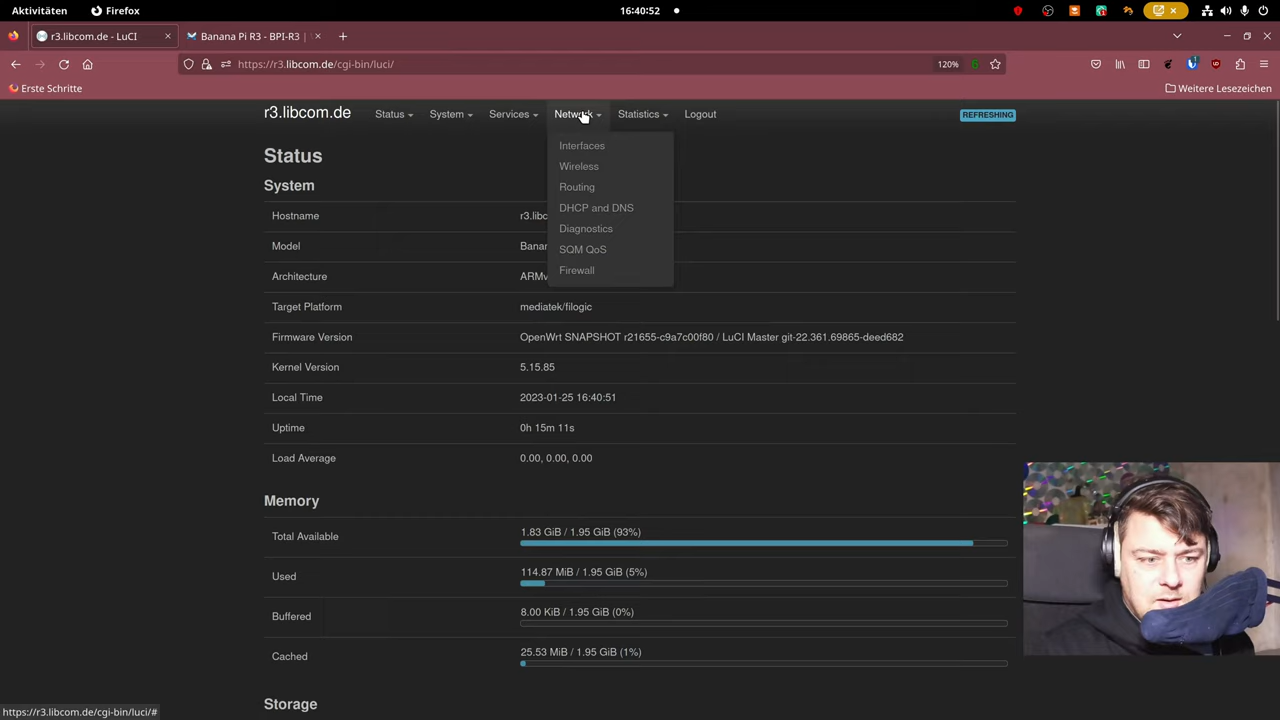 Aktivitäten
Firefox
16:40:52
r3.libcom.de - LuCI
Banana Pi R3 - BPI-R3
https://r3.libcom.de/cgi-bin/luci/
120%
Erste Schritte
Weitere Lesezeichen
r3.libcom.de
Status
System
Services
Network
Statistics
Logout
REFRESHING
Interfaces
Wireless
Routing
DHCP and DNS
Diagnostics
SQM QoS
Firewall
Status
System
Hostname r3.libc
Model Banan
Architecture ARMv
Target Platform mediatek/filogic
Firmware Version OpenWrt SNAPSHOT r21655-c9a7c00f80 / LuCI Master git-22.361.69865-deed682
Kernel Version 5.15.85
Local Time 2023-01-25 16:40:51
Uptime 0h 15m 11s
Load Average 0.00, 0.00, 0.00
Memory
Total Available 1.83 GiB / 1.95 GiB (93%)
Used 114.87 MiB / 1.95 GiB (5%)
Buffered 8.00 KiB / 1.95 GiB (0%)
Cached 25.53 MiB / 1.95 GiB (1%)
Storage
https://r3.libcom.de/cgi-bin/luci/#